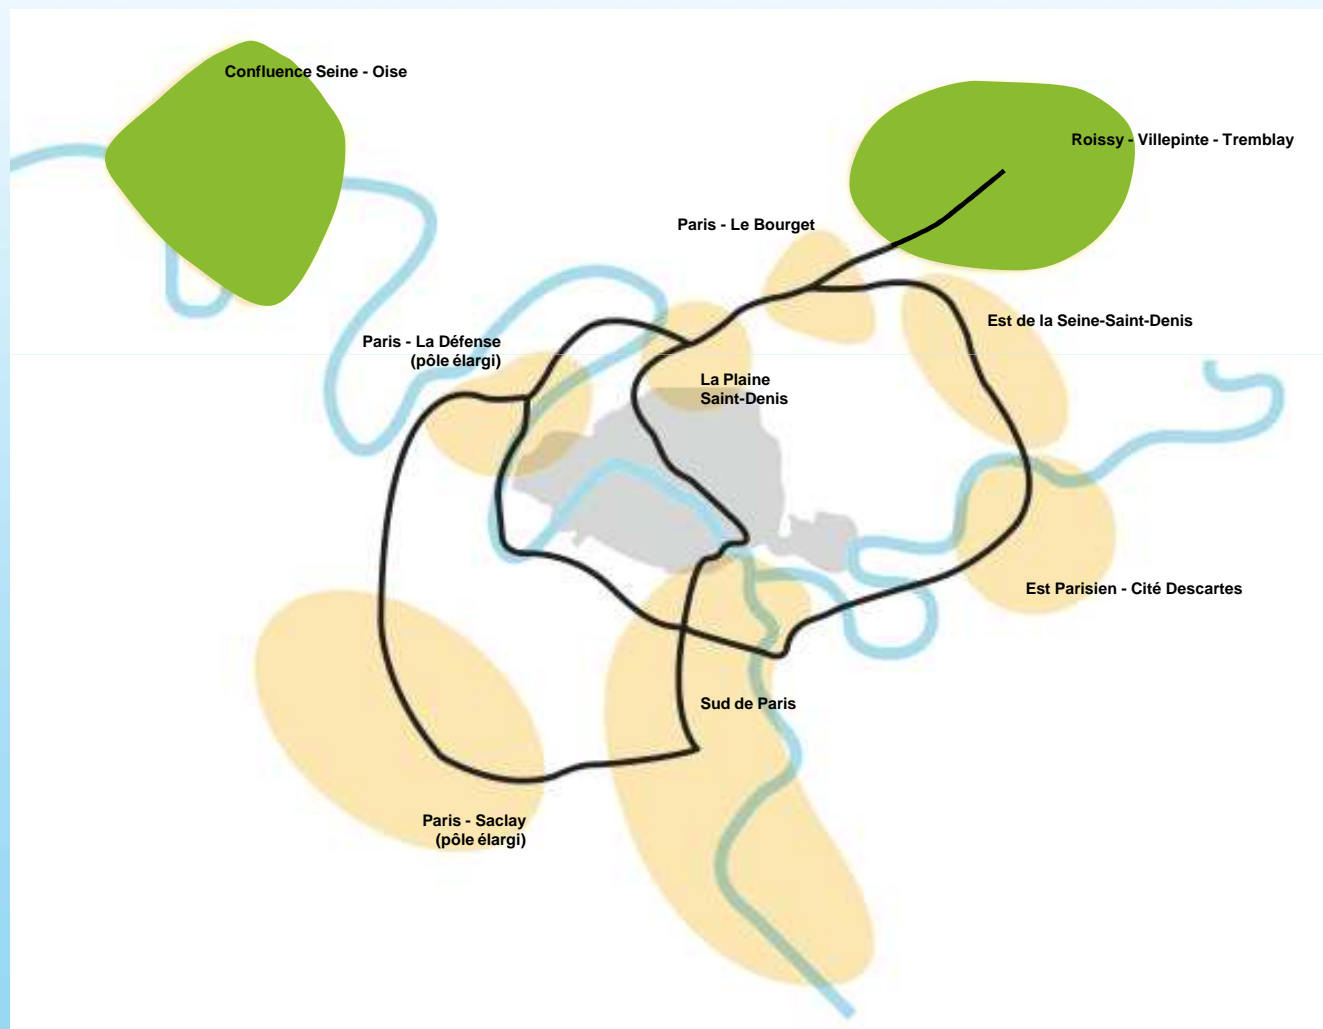 Confluence Seine - Oise
Roissy - Villepinte - Tremblay
Paris - Le Bourget
Est de la Seine-Saint-Denis
Paris - La Défense
(pôle élargi)
La Plaine
Saint-Denis
Est Parisien - Cité Descartes
Sud de Paris
Paris - Saclay
(pôle élargi)